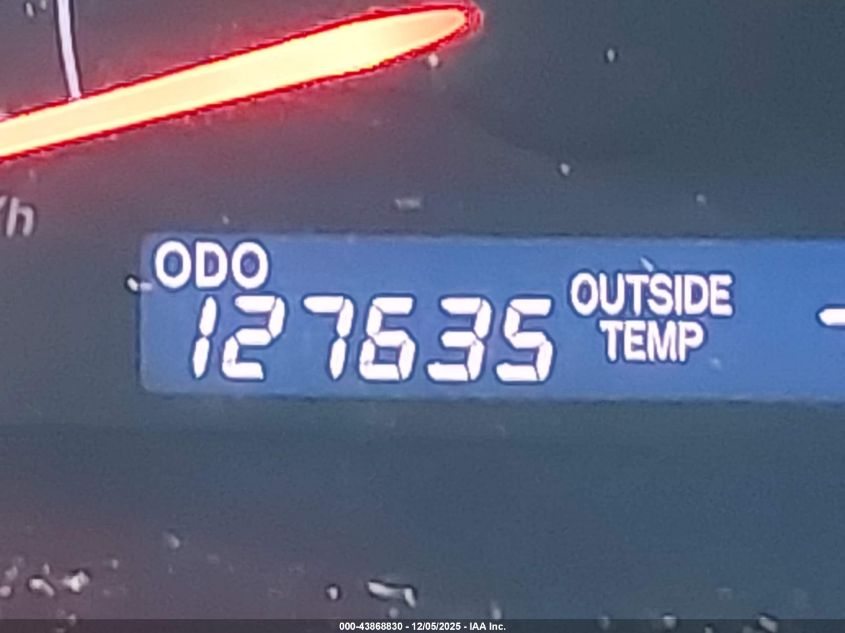 /h
ODO
127635
OUTSIDE
TEMP
-
000-43868830 - 12/05/2025 - IAA Inc.